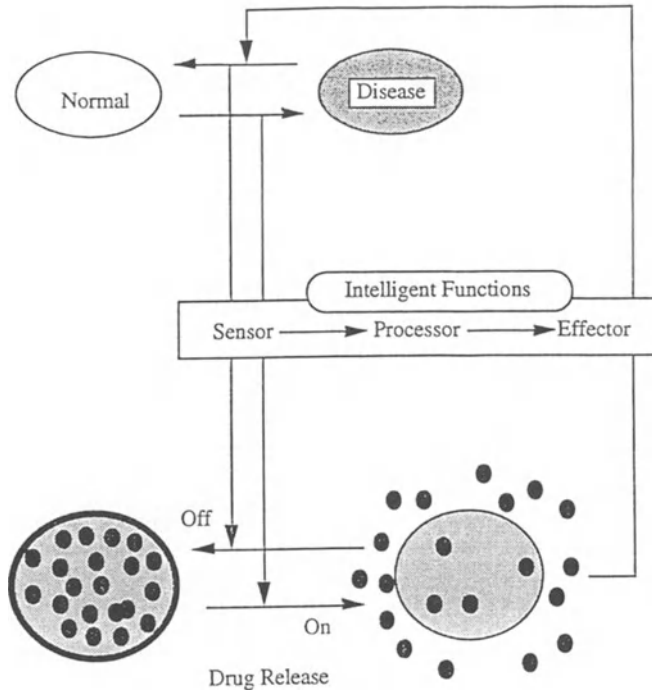 Normal
Disease
Intelligent Functions
Sensor Processor Effector
Off
On
Drug Release